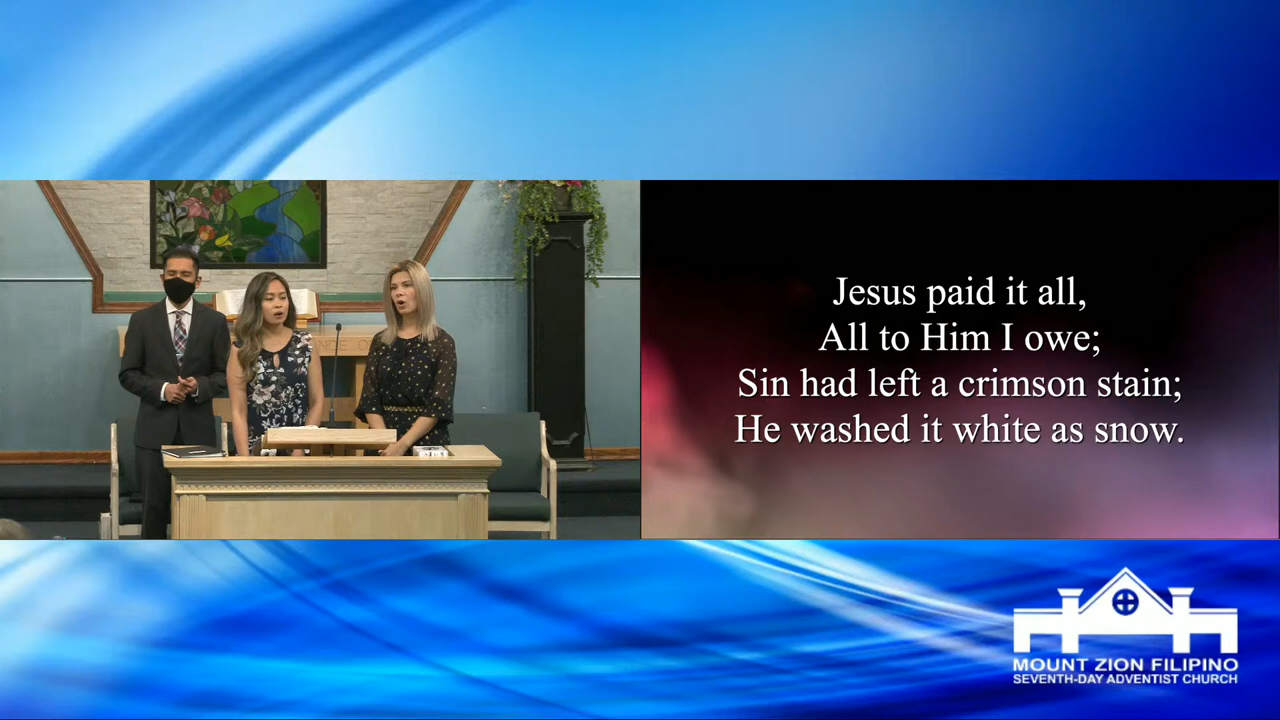 Jesus paid it all,
All to Him I owe;
Sin had left a crimson stain;
He washed it white as snow.
MOUNT ZION FILIPINO
SEVENTH-DAY ADVENTIST CHURCH